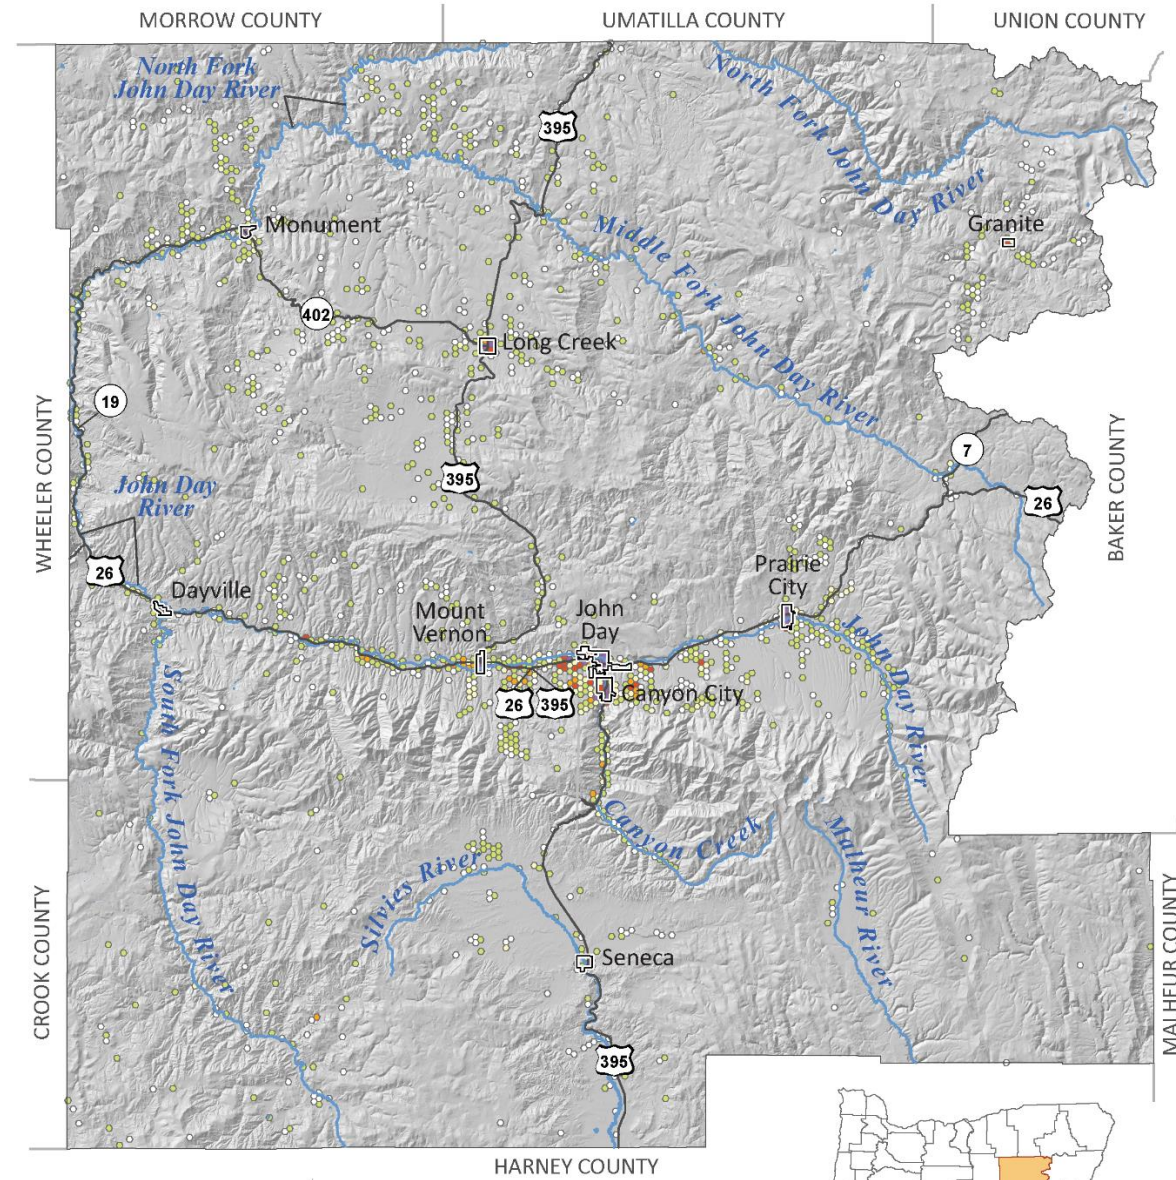 MORROW COUNTY
UMATILLA COUNTY
UNION COUNTY
North Fork
John Day River
North Fork John Day River
395
Granite
Monument
Middle Fork John Day River
402
Long Creek
19
WHEELER COUNTY
7
BAKER COUNTY
395
John Day
River
26
26
Prairie
City
Dayville
Mount
Vernon
John
Day
John Day River
Canyon City
26
395
South Fork John Day River
Canyon Creek
Malheur River
Silvies River
CROOK COUNTY
MALHEUR COUNTY
Seneca
395
HARNEY COUNTY